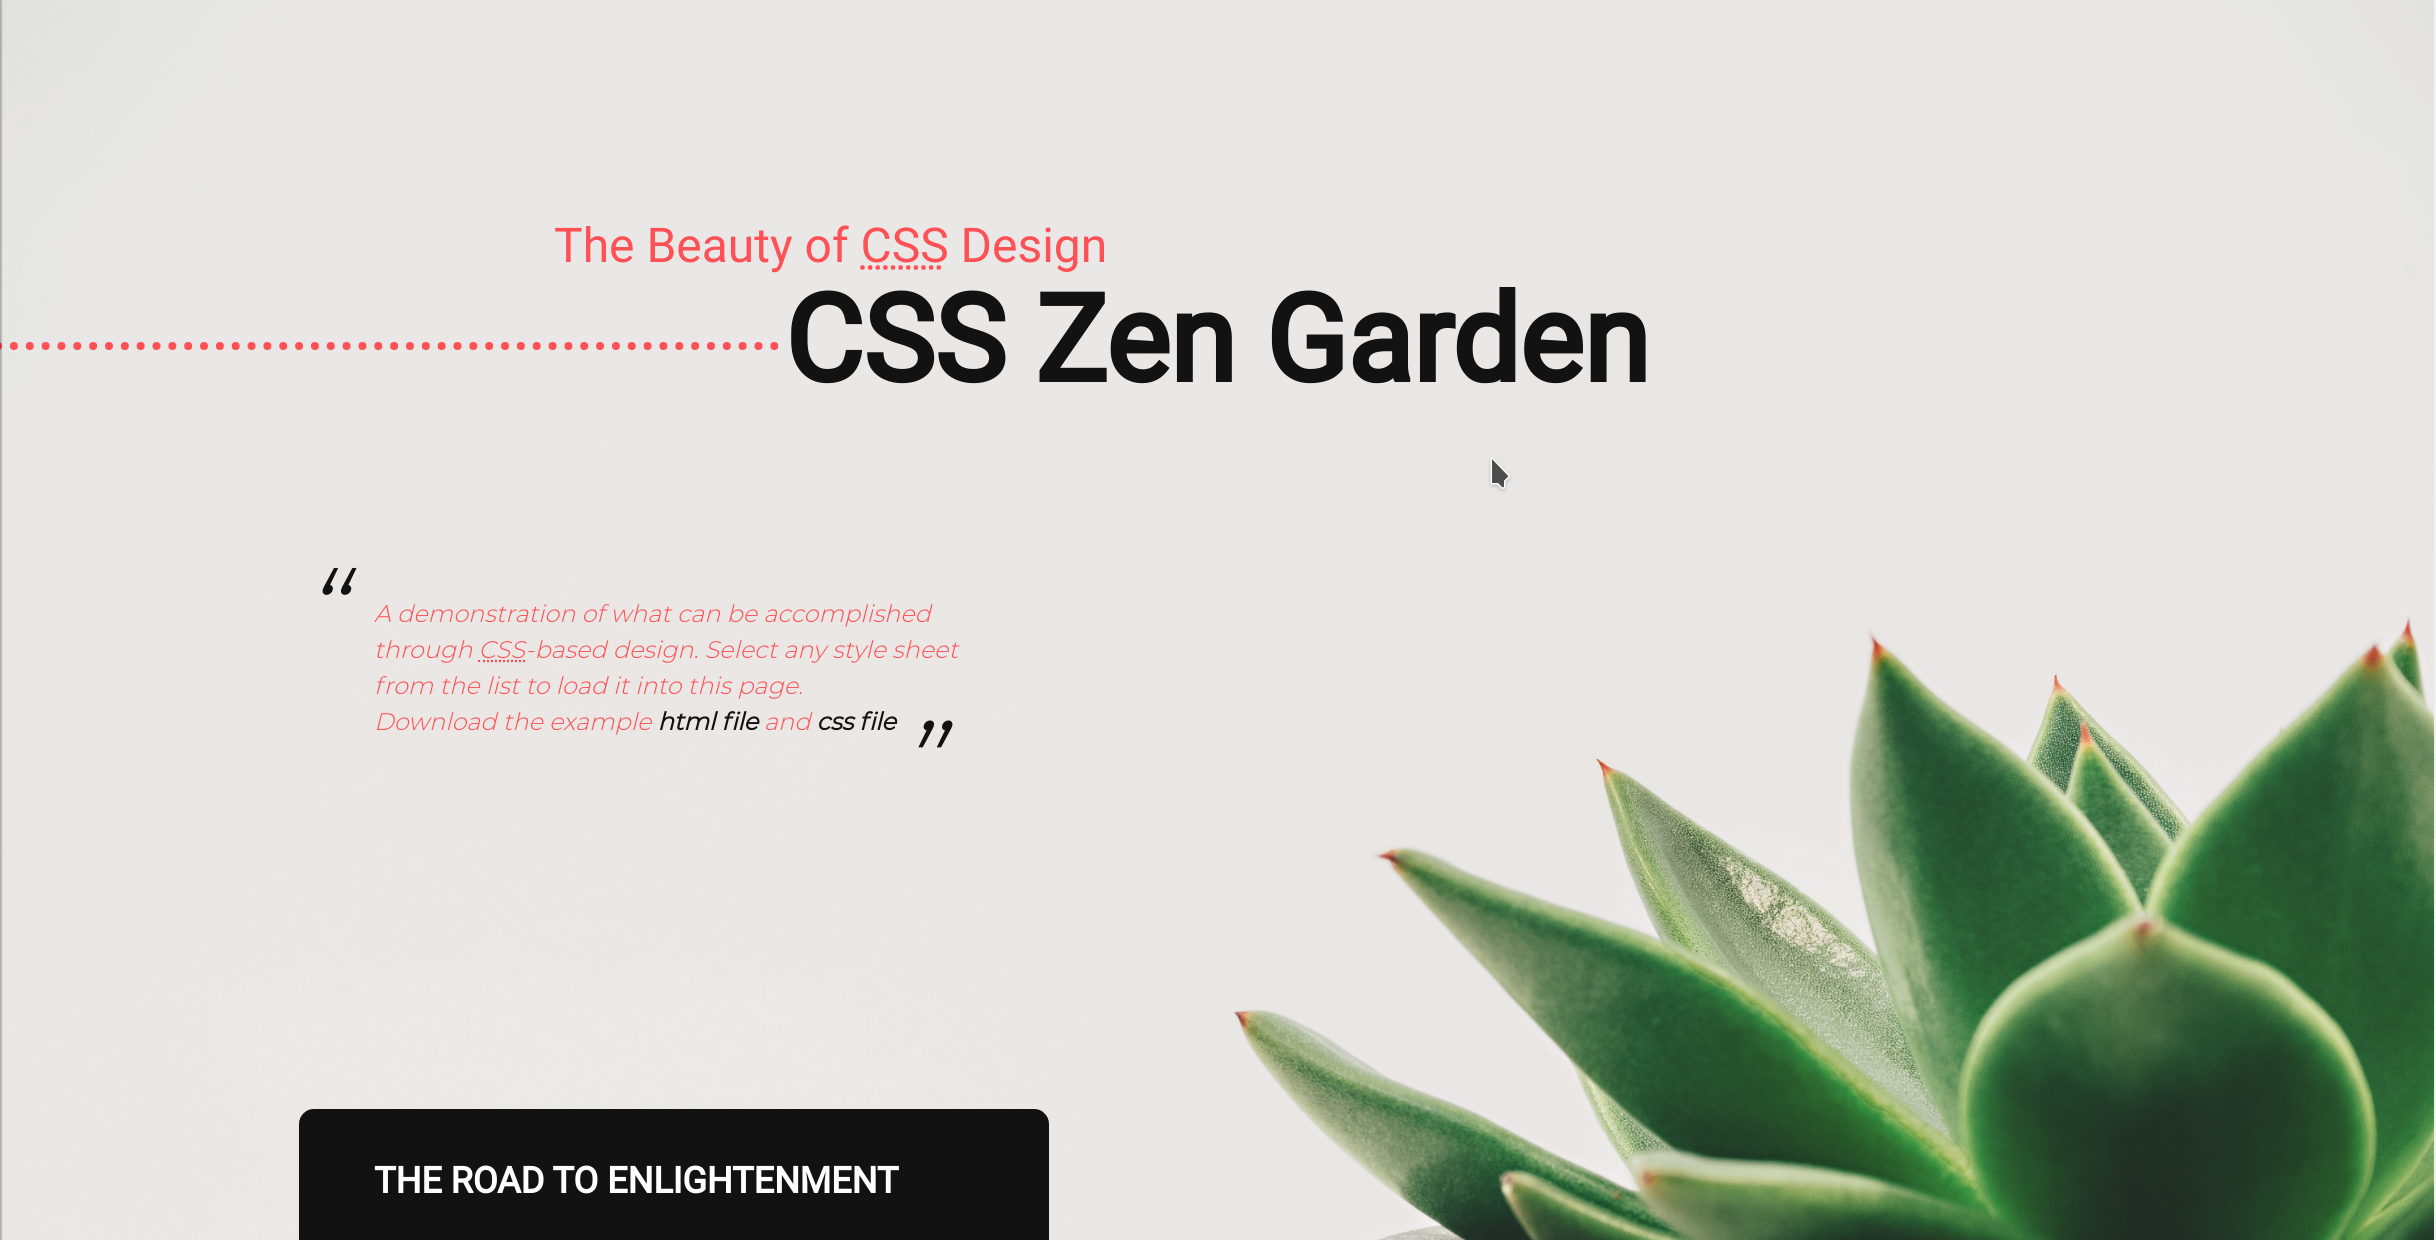 The Beauty of CSS Design
CSS Zen Garden
“
A demonstration of what can be accomplished
through CSS-based design. Select any style sheet
from the list to load it into this page.
Download the example html file and css file ”
THE ROAD TO ENLIGHTENMENT